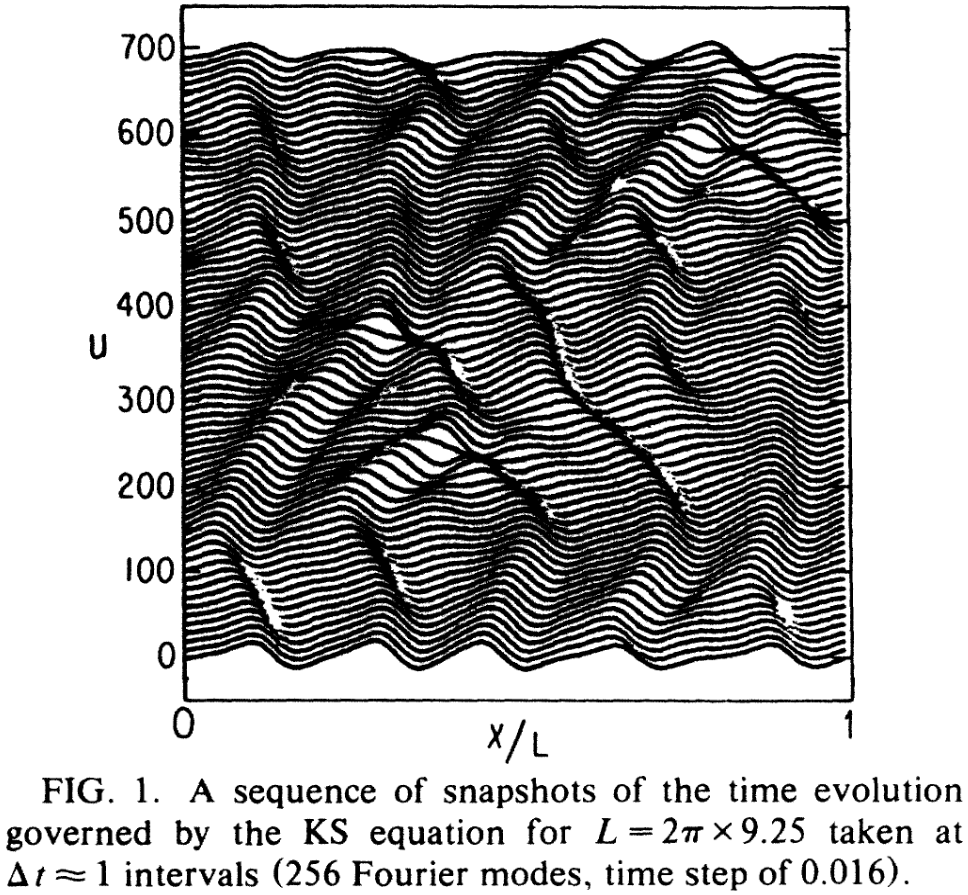 700
600
500
400
U
300
200
100
0
0
X/L
1
FIG. 1. A sequence of snapshots of the time evolution
governed by the KS equation for L = 2π × 9.25 taken at
Δt ≈ 1 intervals (256 Fourier modes, time step of 0.016).